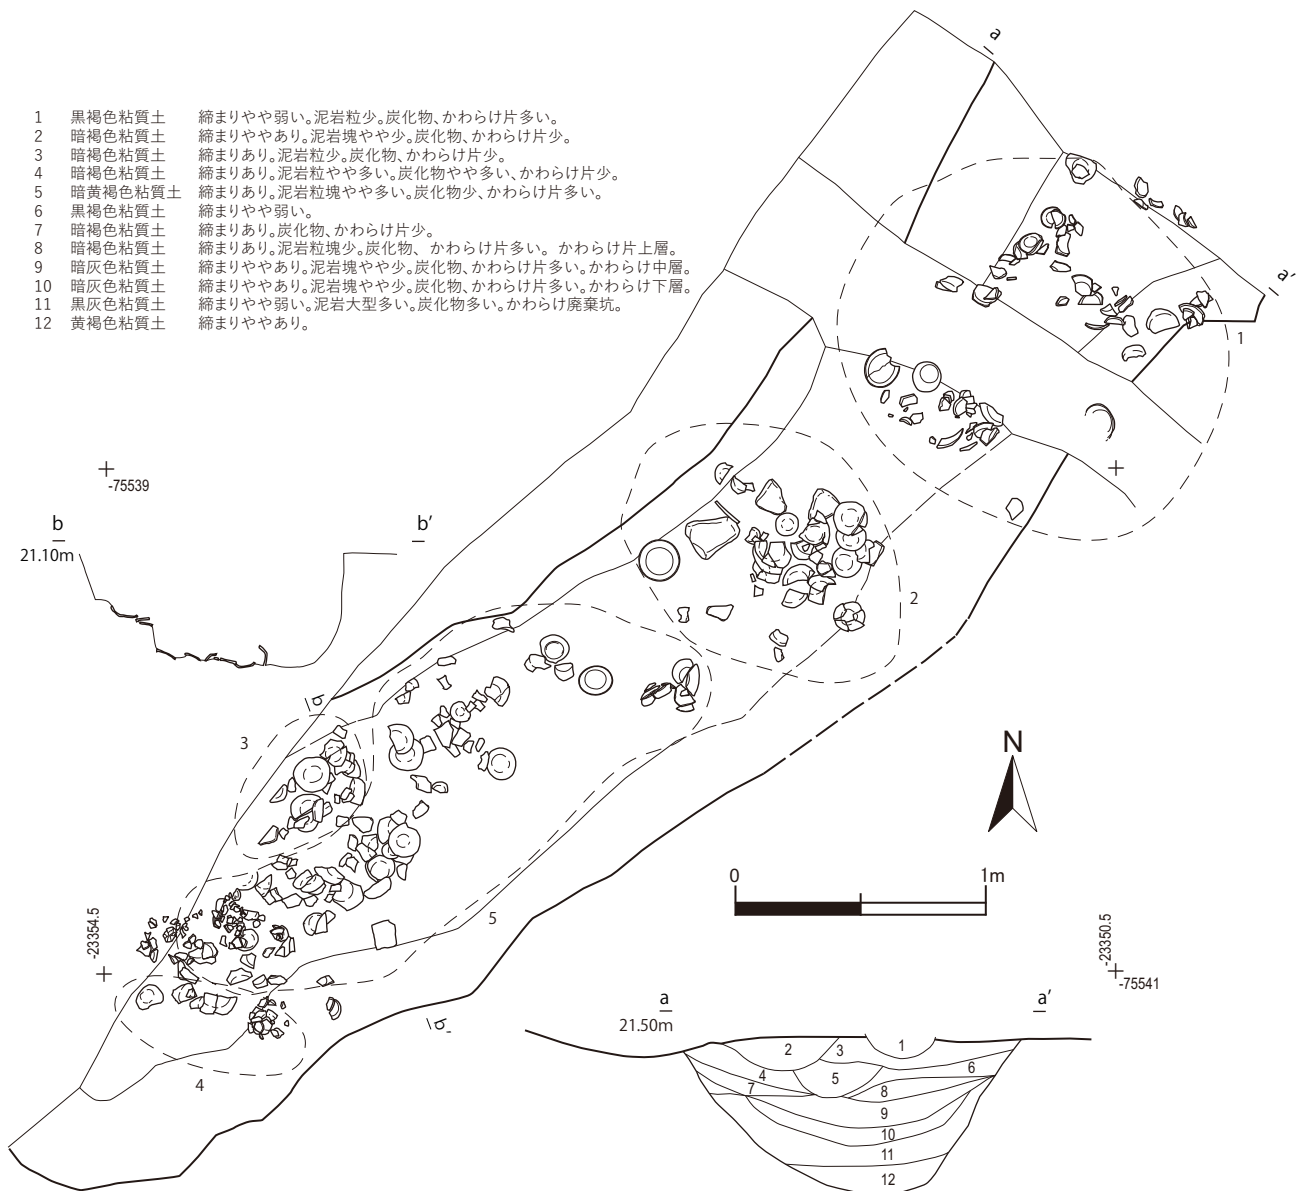 1 黒褐色粘質土 締まりやや弱い。泥岩粒少。炭化物、かわらけ片多い。
2 暗褐色粘質土 締まりややあり。泥岩塊やや少。炭化物、かわらけ片少。
3 暗褐色粘質土 締まりあり。泥岩粒少。炭化物、かわらけ片少。
4 暗褐色粘質土 締まりあり。泥岩粒やや多い。炭化物やや多い、かわらけ片少。
5 暗黄褐色粘質土 締まりあり。泥岩粒塊やや多い。炭化物少、かわらけ片多い。
6 黒褐色粘質土 締まりやや弱い。
7 暗褐色粘質土 締まりあり。炭化物、かわらけ片少。
8 暗褐色粘質土 締まりあり。泥岩粒塊少。炭化物、 かわらけ片多い。 かわらけ片上層。
9 暗灰色粘質土 締まりややあり。泥岩塊やや少。炭化物、かわらけ片多い。かわらけ中層。
10 暗灰色粘質土 締まりややあり。泥岩塊やや少。炭化物、かわらけ片多い。かわらけ下層。
11 黒灰色粘質土 締まりやや弱い。泥岩大型多い。炭化物多い。かわらけ廃棄坑。
12 黄褐色粘質土 締まりややあり。
a
a'
1
-75539
b
b'
21.10m
2
b
3
N
0
1m
5
-23354.5
-23350.5
-75541
b'
4
a
a'
21.50m
1
2
3
4
5
6
7
8
9
10
11
12